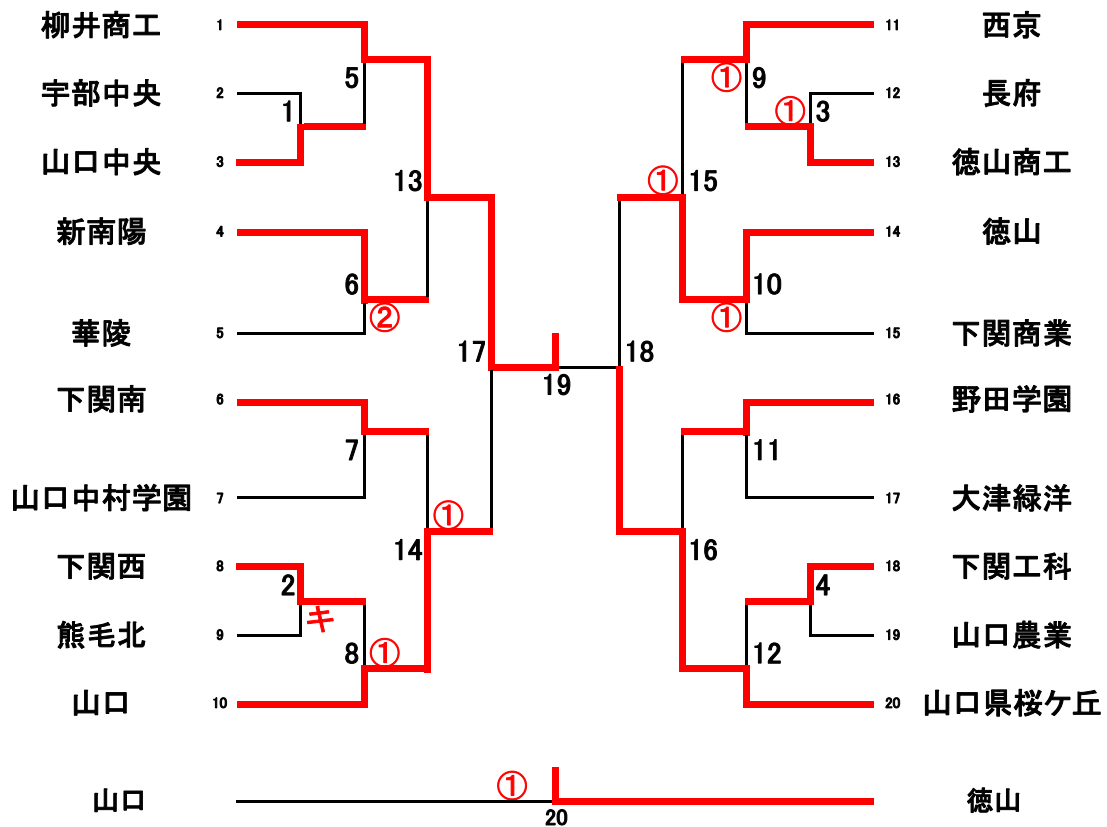 柳井商工 1 11 西京
① 9
5
宇部中央 2 12 長府
1 ① 3
山口中央 3 13 徳山商工
13 ① 15
新南陽 4 14 徳山
6 10
② ①
華陵 5 15 下関商業
17 18
19
下関南 6 16 野田学園
7 11
山口中村学園 7 17 大津緑洋
①
14 16
下関西 8 18 下関工科
2 4
キ
熊毛北 9 19 山口農業
8 ① 12
山口 10 20 山口県桜ケ丘
①
山口 徳山
20